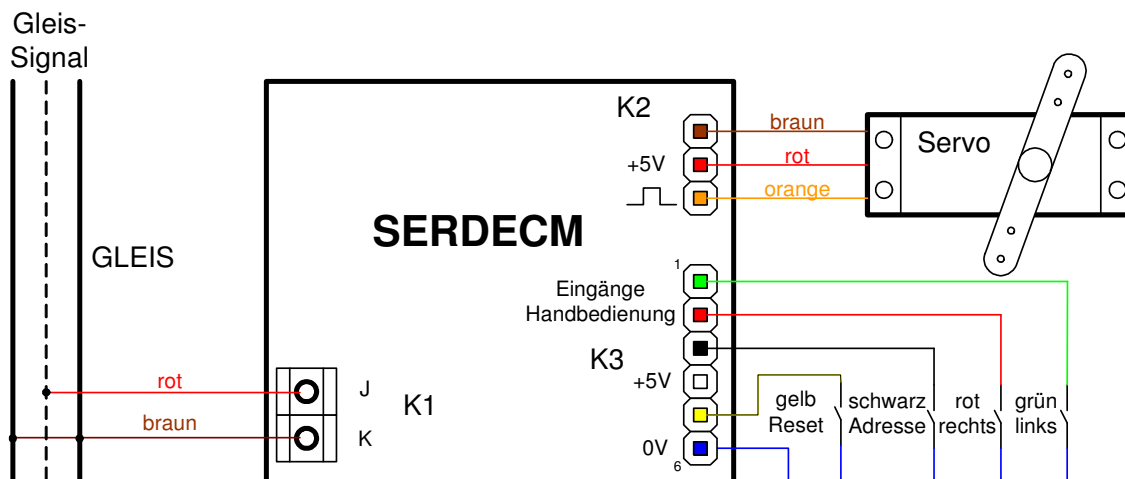 Gleis-
Signal
GLEIS
rot
braun
J
K
K1
SERDECM
K2
+5V
braun
rot
orange
Servo
1
Eingänge
Handbedienung
K3
+5V
0V
6
gelb
Reset
schwarz
Adresse
rot
rechts
grün
links